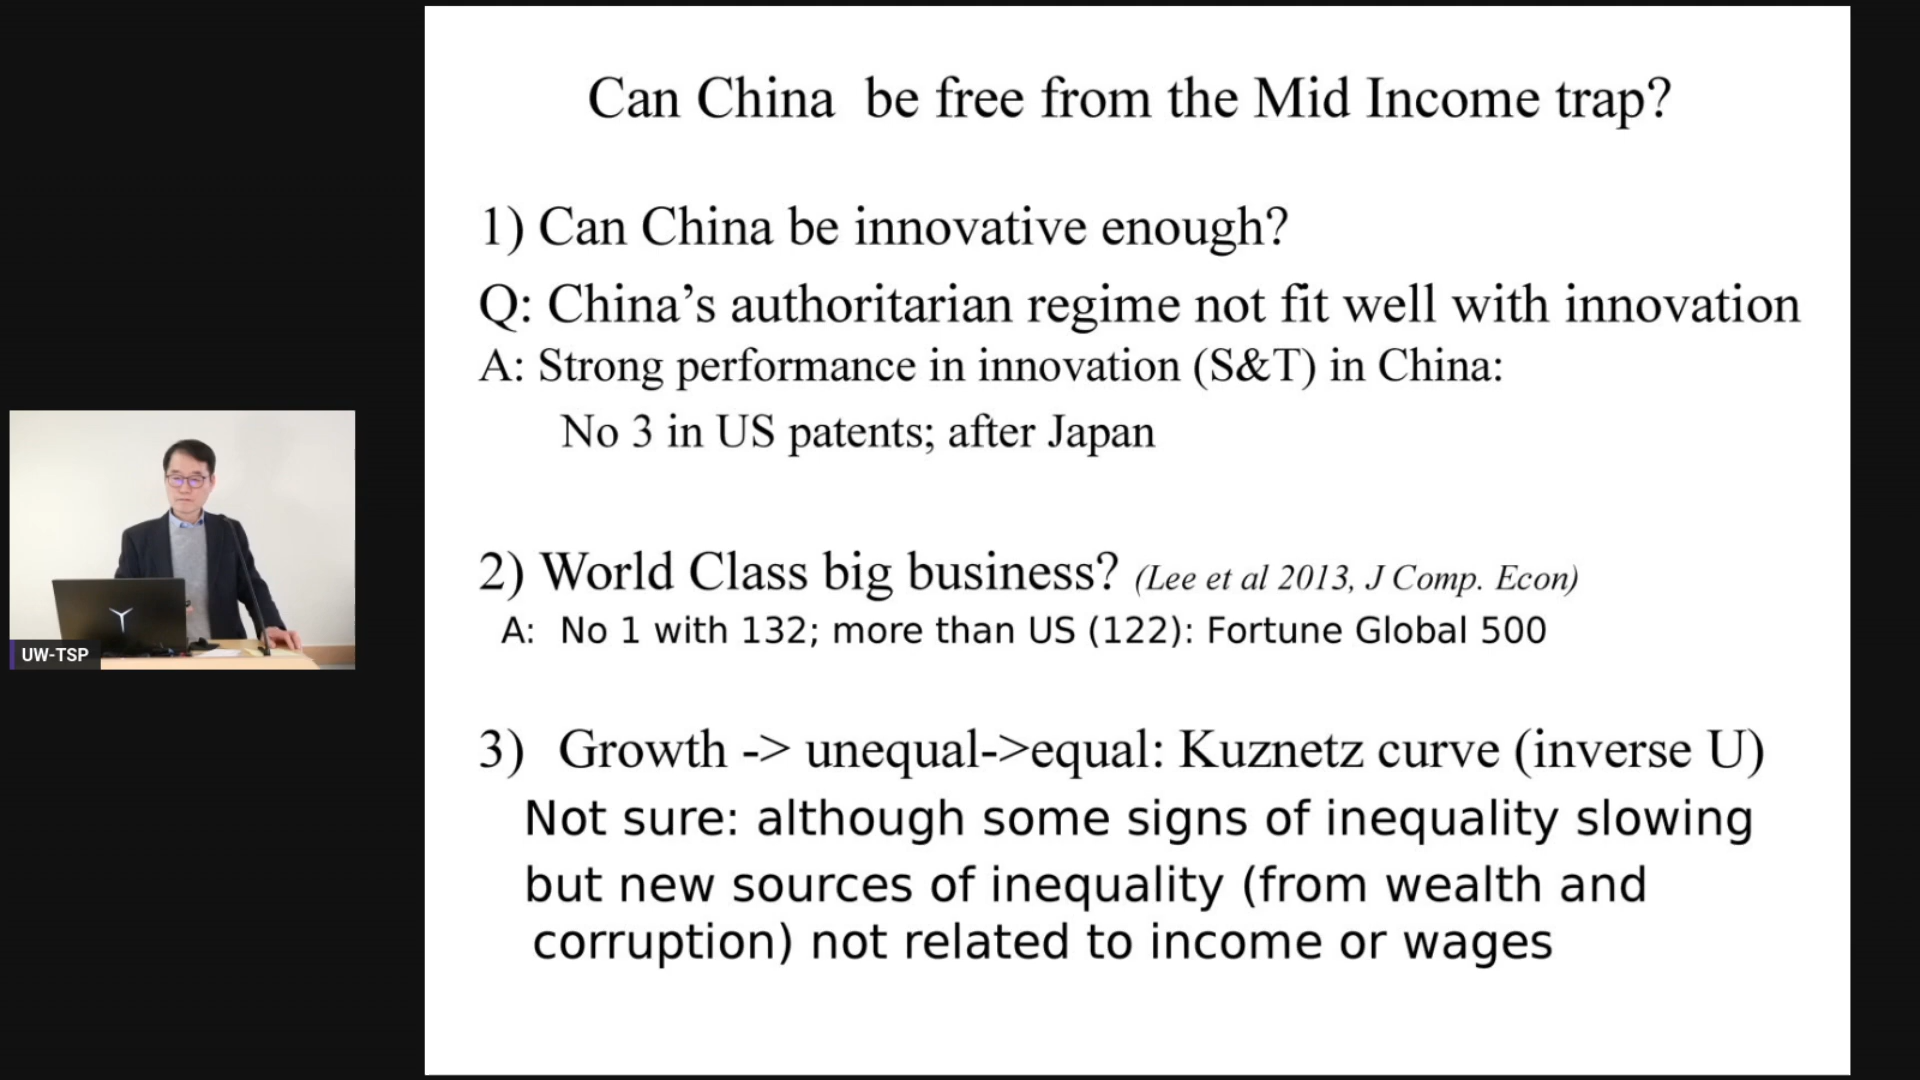 Can China be free from the Mid Income trap?
1) Can China be innovative enough?
Q: China’s authoritarian regime not fit well with innovation
A: Strong performance in innovation (S&T) in China:
No 3 in US patents; after Japan
2) World Class big business? (Lee et al 2013, J Comp. Econ)
A: No 1 with 132; more than US (122): Fortune Global 500
3) Growth -> unequal->equal: Kuznetz curve (inverse U)
Not sure: although some signs of inequality slowing
but new sources of inequality (from wealth and
corruption) not related to income or wages
UW-TSP